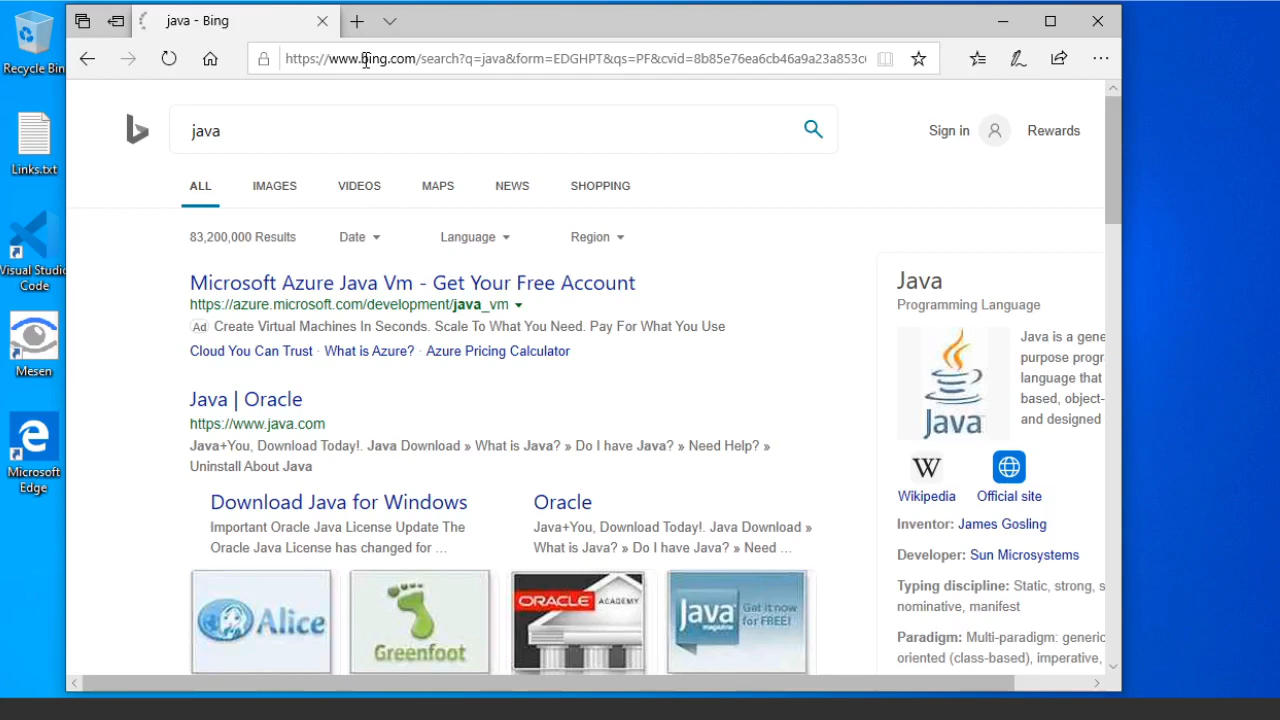 java - Bing
https://www.bing.com/search?q=java&form=EDGHPT&qs=PF&cvid=8b85e76ea6cb46a9a23a853c
Recycle Bin
Links.txt
Visual Studio
Code
Mesen
Microsoft
Edge
java
Sign in
Rewards
ALL
IMAGES
VIDEOS
MAPS
NEWS
SHOPPING
83,200,000 Results
Date
Language
Region
Microsoft Azure Java Vm - Get Your Free Account
https://azure.microsoft.com/development/java_vm
Ad Create Virtual Machines In Seconds. Scale To What You Need. Pay For What You Use
Cloud You Can Trust · What is Azure? · Azure Pricing Calculator
Java | Oracle
https://www.java.com
Java+You, Download Today!. Java Download » What is Java? » Do I have Java? » Need Help? »
Uninstall About Java
Download Java for Windows
Important Oracle Java License Update The
Oracle Java License has changed for ...
Oracle
Java+You, Download Today!. Java Download »
What is Java? » Do I have Java? » Need ...
Alice
Greenfoot
ORACLE ACADEMY
Java magazine
Get it now
for FREE!
Java
Programming Language
Java
Java is a gene
purpose progr
language that
based, object-
and designed
W
Wikipedia
Official site
Inventor: James Gosling
Developer: Sun Microsystems
Typing discipline: Static, strong, s
nominative, manifest
Paradigm: Multi-paradigm: generic
oriented (class-based), imperative,